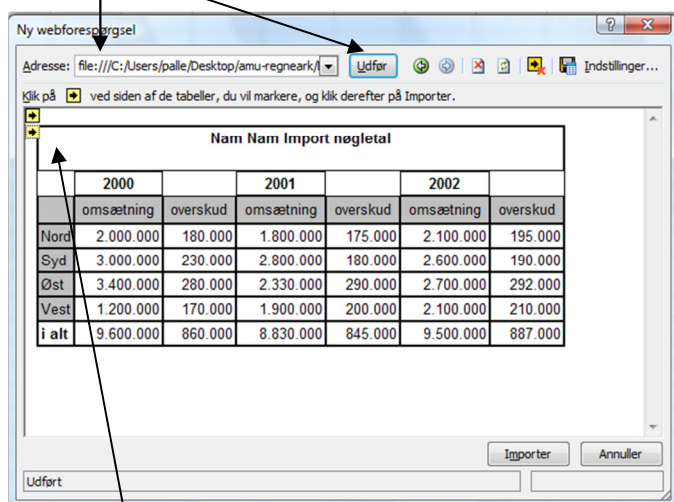 Ny webforespørgsel
Adresse: file:///C:/Users/palle/Desktop/amu-regneark/ Udfør Indstillinger...
Klik på ved siden af de tabeller, du vil markere, og klik derefter på Importer.
Nam Nam Import nøgletal
2000 2001 2002
omsætning overskud omsætning overskud omsætning overskud
Nord 2.000.000 180.000 1.800.000 175.000 2.100.000 195.000
Syd 3.000.000 230.000 2.800.000 180.000 2.600.000 190.000
Øst 3.400.000 280.000 2.330.000 290.000 2.700.000 292.000
Vest 1.200.000 170.000 1.900.000 200.000 2.100.000 210.000
i alt 9.600.000 860.000 8.830.000 845.000 9.500.000 887.000
Importer Annuller
Udført